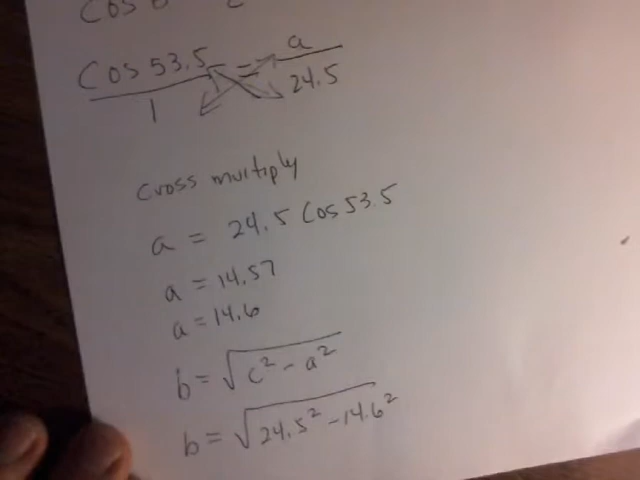 Cos
Cos 53.5 = a
1 24.5
cross multiply
a = 24.5 Cos 53.5
a = 14.57
a = 14.6
b = √c² - a²
b = √24.5² - 14.6²